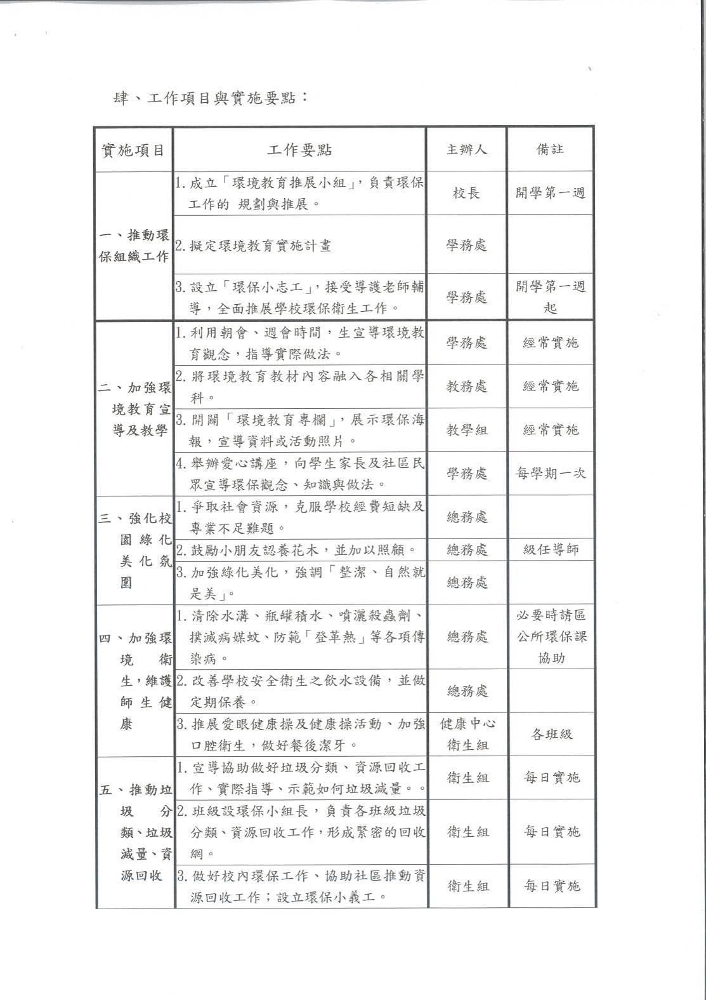 肆、工作項目與實施要點：
實施項目 工作要點 主辦人 備註
一、推動環
保組織工作
1.成立「環境教育推展小組」，負責環保
工作的 規劃與推展。
校長
開學第一週
2.擬定環境教育實施計畫
學務處
3.設立「環保小志工」，接受導護老師輔
導，全面推展學校環保衛生工作。
學務處
開學第一週
起
二、加強環
境教育宣
導及教學
1.利用朝會、週會時間，生宣導環境教
育觀念，指導實際做法。
學務處
經常實施
2.將環境教育教材內容融入各相關學
科。
教務處
經常實施
3.開闢「環境教育專欄」，展示環保海
報，宣導資料或活動照片。
教學組
經常實施
4.舉辦愛心講座，向學生家長及社區民
眾宣導環保觀念、知識與做法。
學務處
每學期一次
三、強化校
園綠化
美化氛
圍
1.爭取社會資源，克服學校經費短缺及
專業不足難題。
總務處
2.鼓勵小朋友認養花木，並加以照顧。
總務處
級任導師
3.加強綠化美化，強調「整潔、自然就
是美」。
總務處
四、加強環
境衛
生，維護
師生健
康
1.清除水溝、瓶罐積水、噴灑殺蟲劑、
撲滅病媒蚊、防範「登革熱」等各項傳
染病。
總務處
必要時請區
公所環保課
協助
2.改善學校安全衛生之飲水設備，並做
定期保養。
總務處
3.推展愛眼健康操及健康操活動、加強
口腔衛生，做好餐後潔牙。
健康中心
衛生組
各班級
五、推動垃
圾分
類、垃圾
減量、資
源回收
1.宣導協助做好垃圾分類、資源回收工
作、實際指導、示範如何垃圾減量。。
衛生組
每日實施
2.班級設環保小組長，負責各班級垃圾
分類、資源回收工作，形成緊密的回收
網。
衛生組
每日實施
3.做好校內環保工作、協助社區推動資
源回收工作；設立環保小義工。
衛生組
每日實施